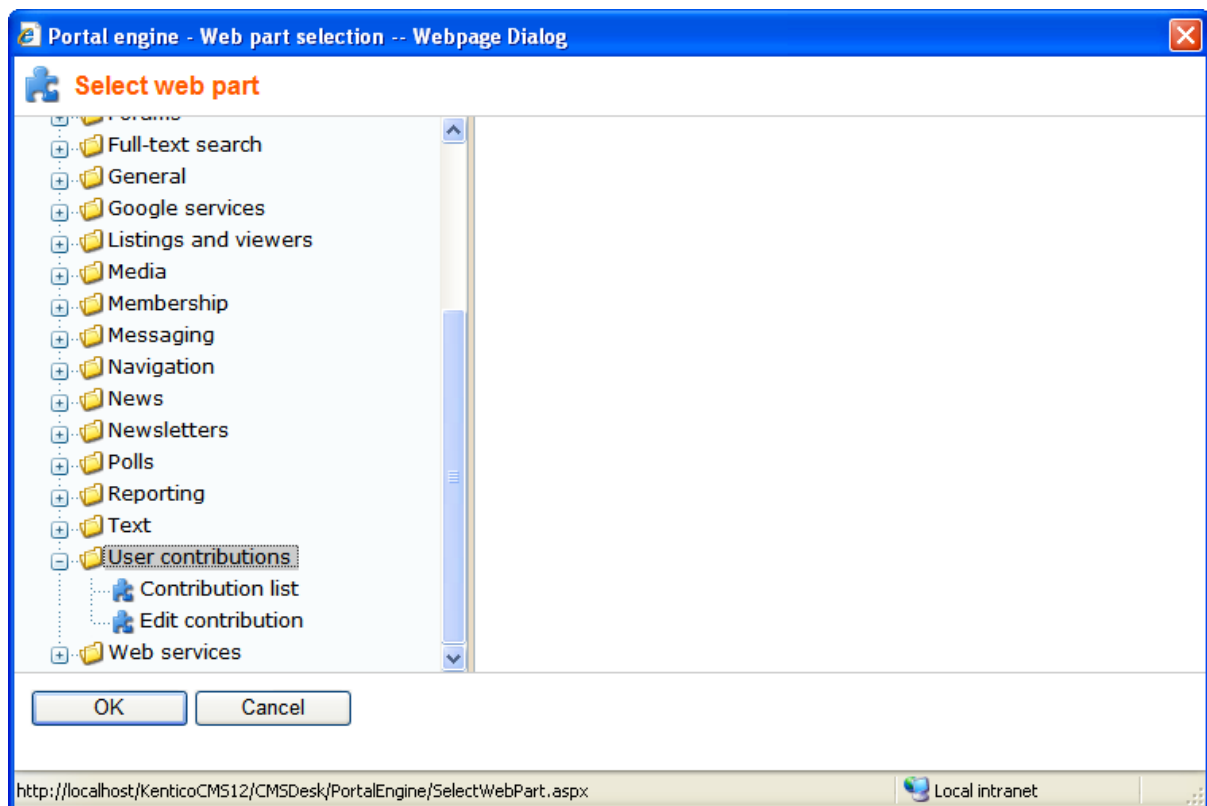 Portal engine - Web part selection -- Webpage Dialog
Select web part
Forums
Full-text search
General
Google services
Listings and viewers
Media
Membership
Messaging
Navigation
News
Newsletters
Polls
Reporting
Text
User contributions
Contribution list
Edit contribution
Web services
OK Cancel
http://localhost/KenticoCMS12/CMSDesk/PortalEngine/SelectWebPart.aspx Local intranet